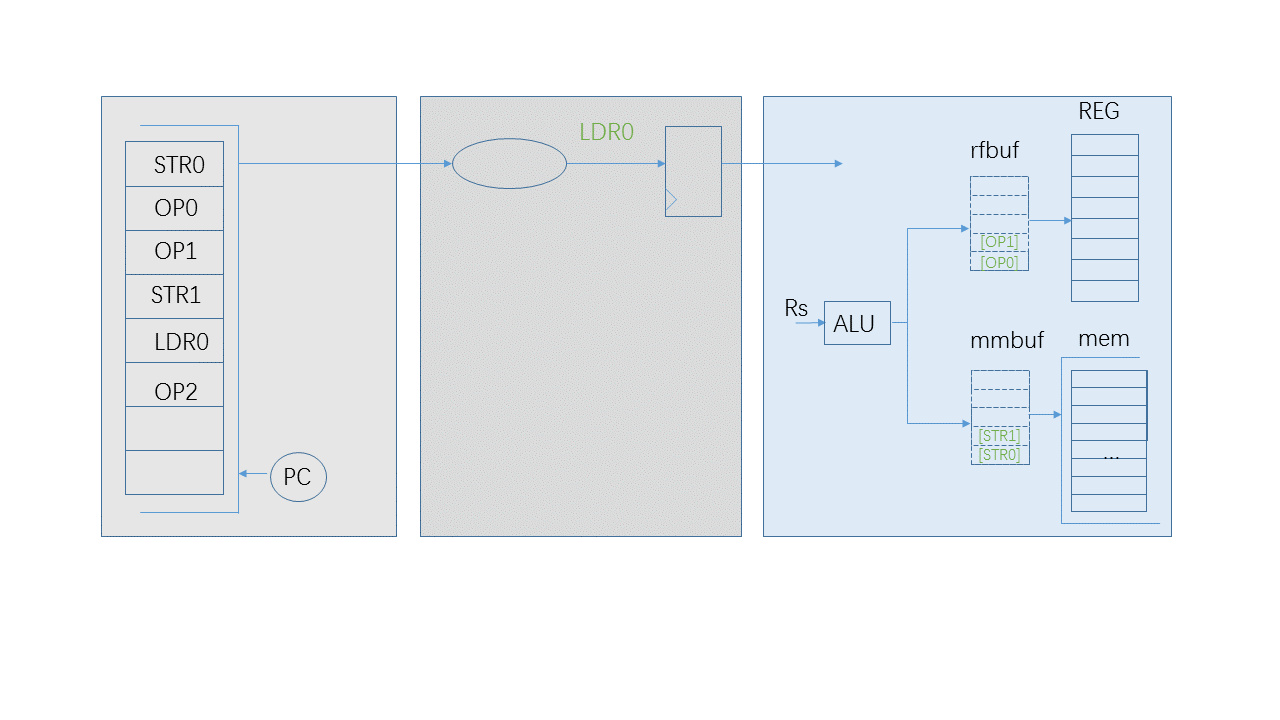 STR0
OP0
OP1
STR1
LDR0
OP2
PC
LDR0
REG
rfbuf
[OP1]
[OP0]
Rs
ALU
mmbuf
mem
[STR1]
[STR0]
...